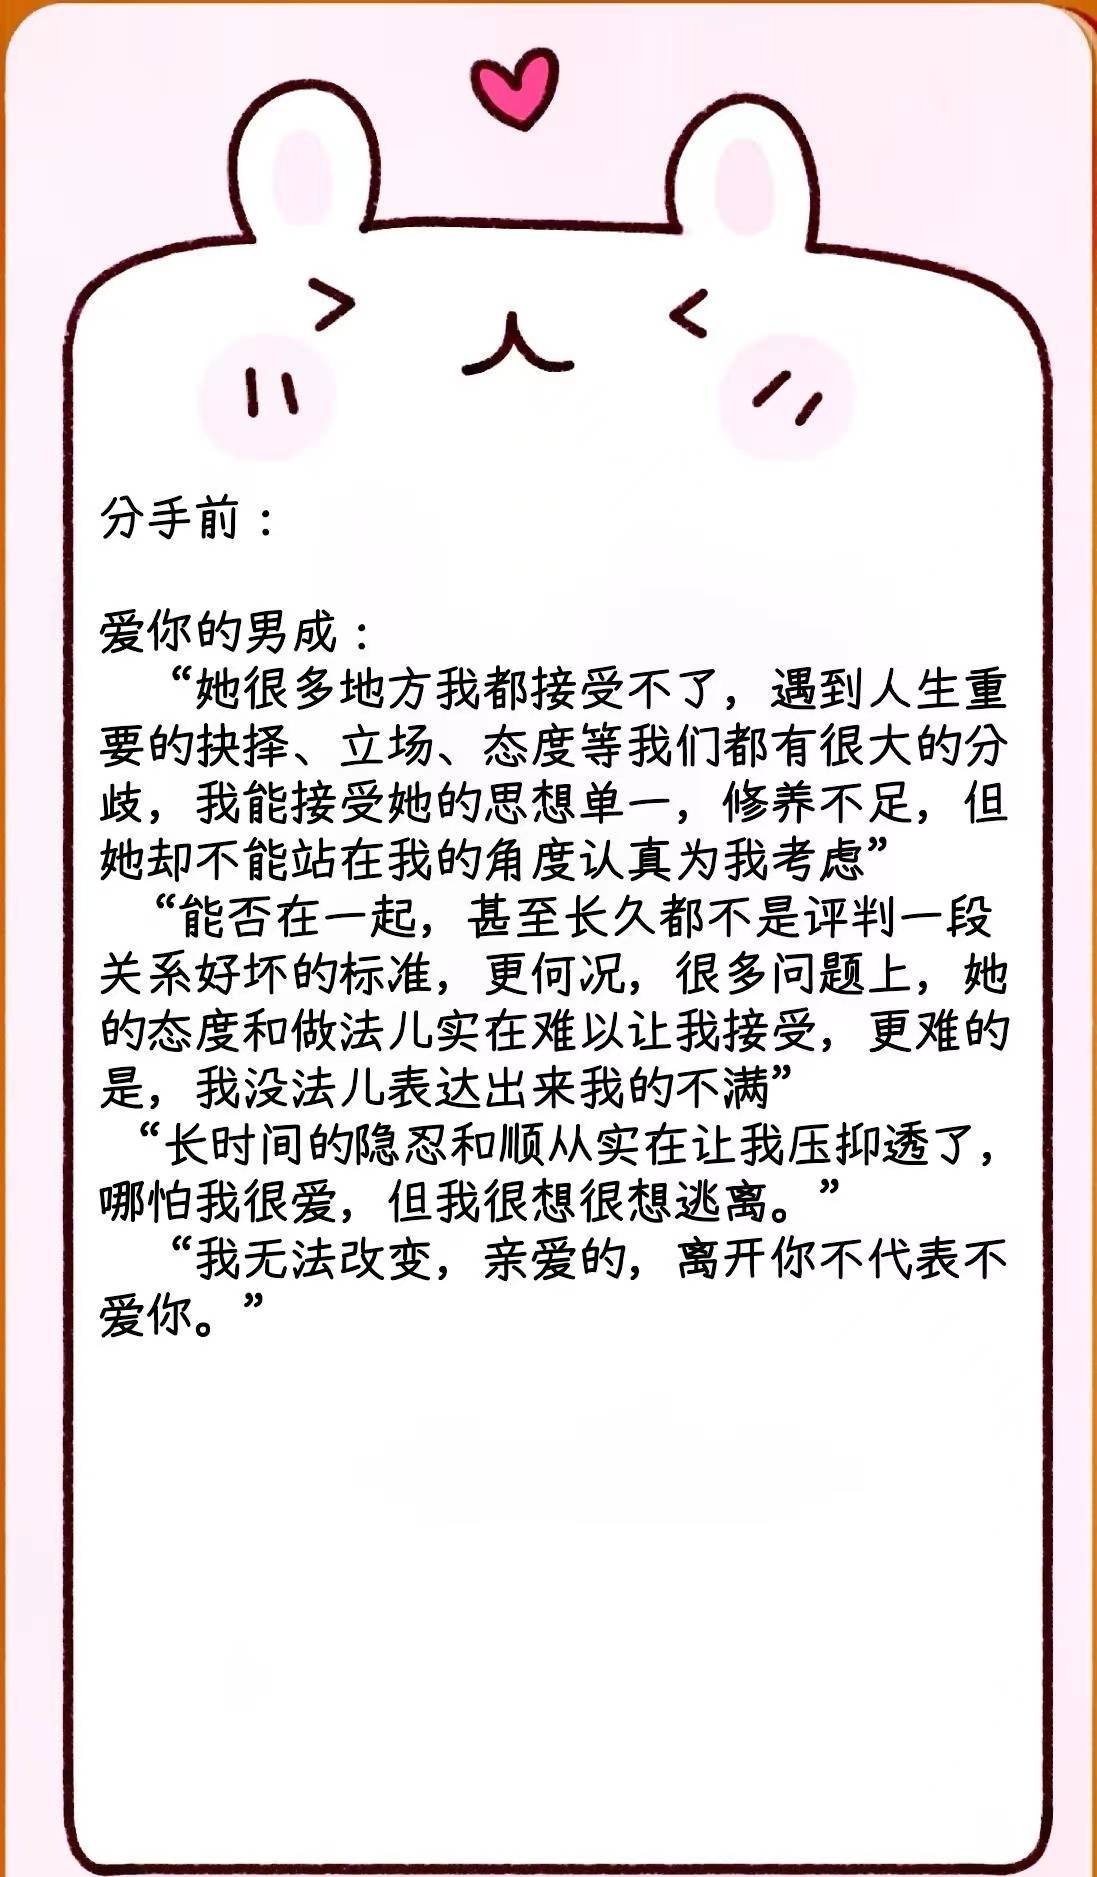 分手前：
爱你的男成：
“她很多地方我都接受不了，遇到人生重
要的抉择、立场、态度等我们都有很大的分
歧，我能接受她的思想单一，修养不足，但
她却不能站在我的角度认真为我考虑”
“能否在一起，甚至长久都不是评判一段
关系好坏的标准，更何况，很多问题上，她
的态度和做法儿实在难以让我接受，更难的
是，我没法儿表达出来我的不满”
“长时间的隐忍和顺从实在让我压抑透了，
哪怕我很爱，但我很想很想逃离。”
“我无法改变，亲爱的，离开你不代表不
爱你。”